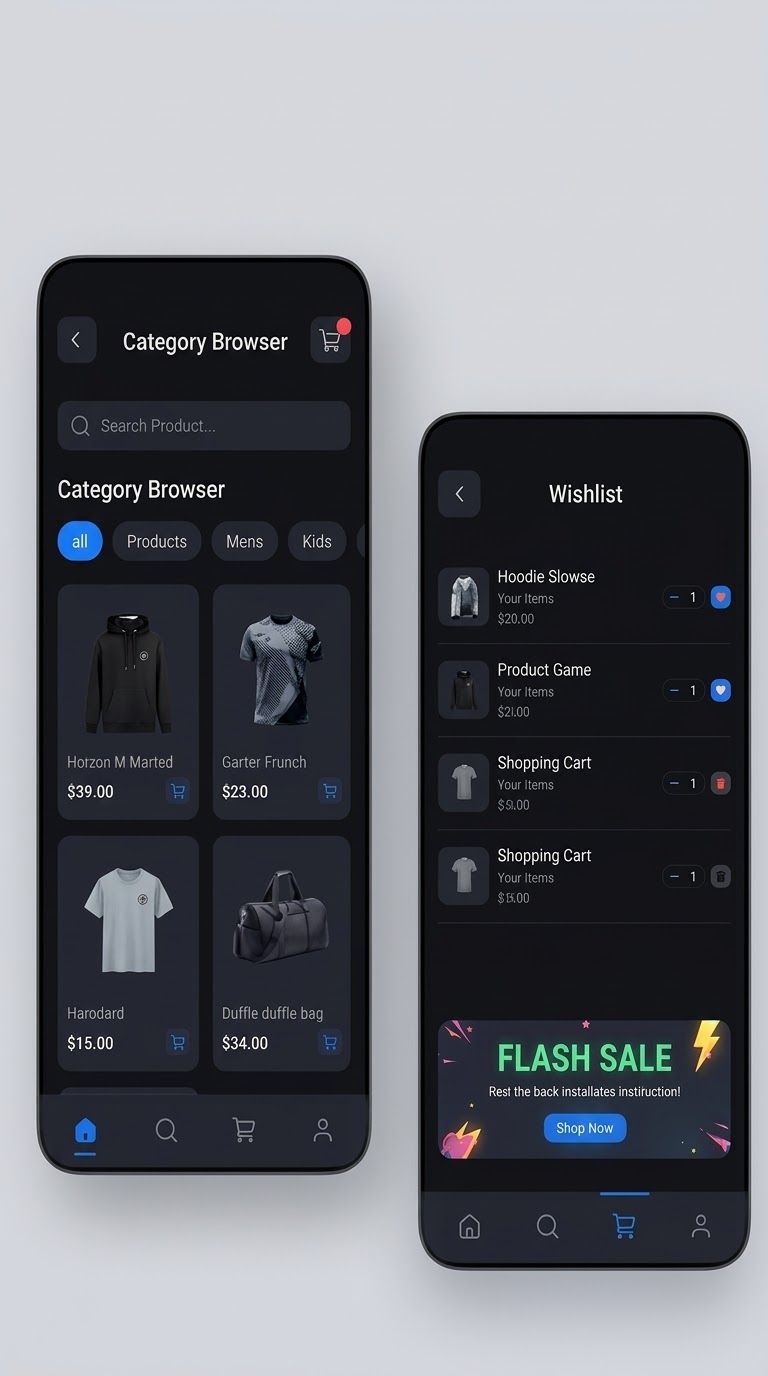 Category Browser
Search Product...
Category Browser
all
Products
Mens
Kids
Horzon M Marted
$39.00
Garter Frunch
$23.00
Harodard
$15.00
Duffle duffle bag
$34.00
Wishlist
Hoodie Slowse
Your Items
$20.00
1
Product Game
Your Items
1
Shopping Cart
Your Items
1
Shopping Cart
Your Items
1
FLASH SALE
Rest the back installates instiruction!
Shop Now